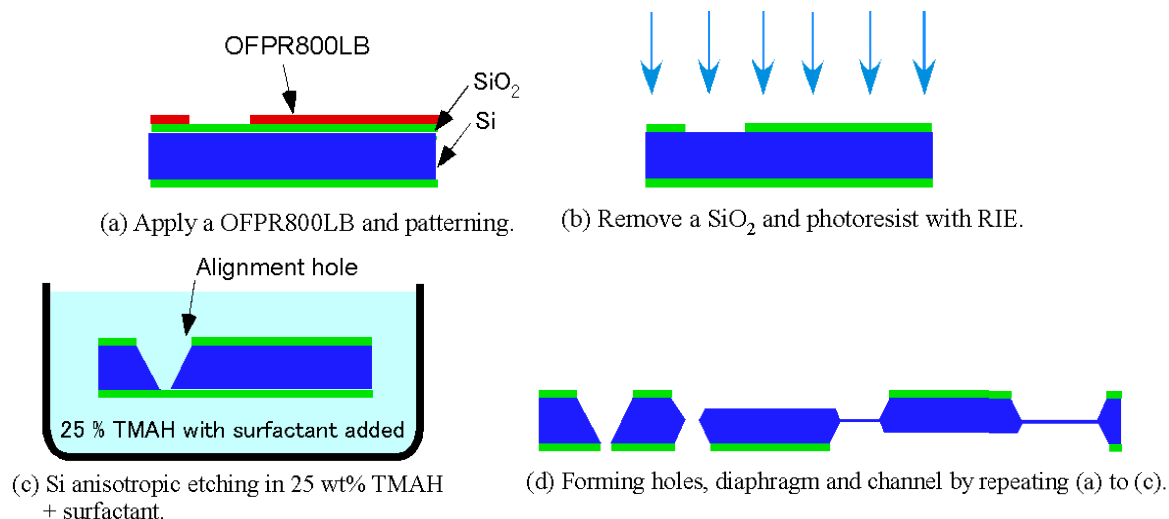 OFPR800LB
SiO2
Si
(a) Apply a OFPR800LB and patterning.
(b) Remove a SiO2 and photoresist with RIE.
Alignment hole
25 % TMAH with surfactant added
(c) Si anisotropic etching in 25 wt% TMAH
+ surfactant.
(d) Forming holes, diaphragm and channel by repeating (a) to (c).